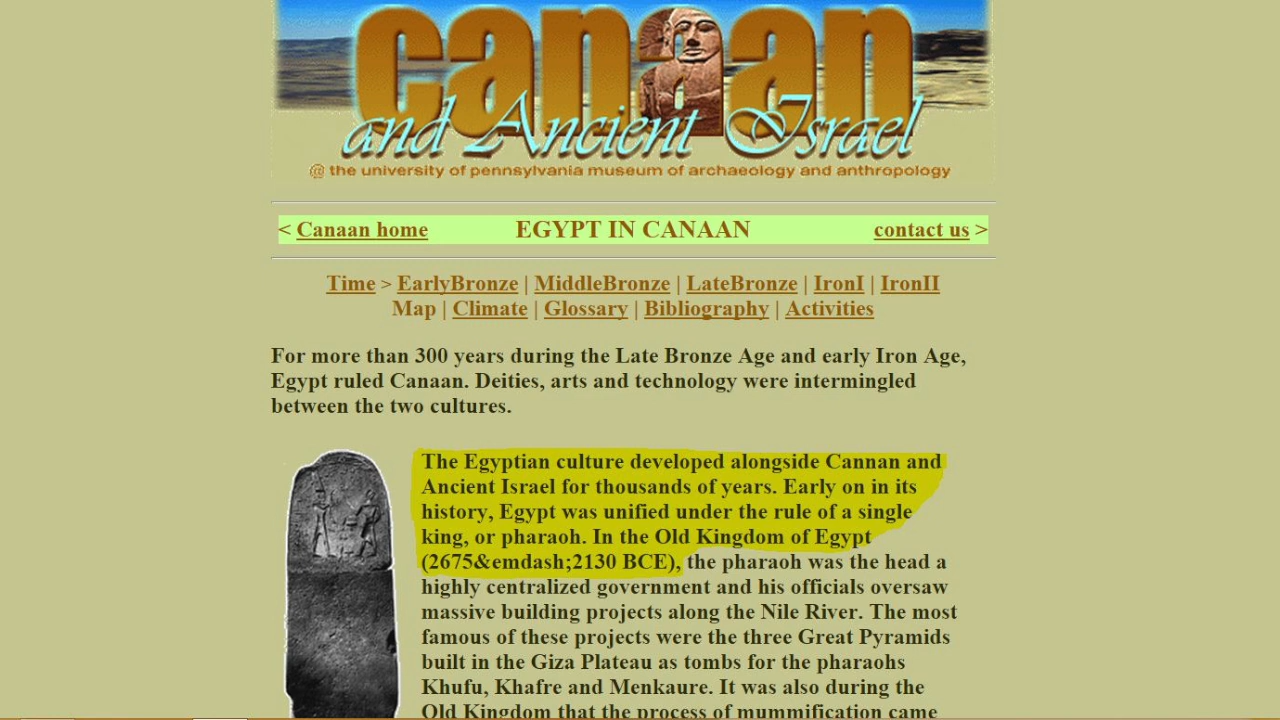 canaan
and Ancient Israel
@ the university of pennsylvania museum of archaeology and anthropology
< Canaan home EGYPT IN CANAAN contact us >
Time > EarlyBronze | MiddleBronze | LateBronze | IronI | IronII
Map | Climate | Glossary | Bibliography | Activities
For more than 300 years during the Late Bronze Age and early Iron Age,
Egypt ruled Canaan. Deities, arts and technology were intermingled
between the two cultures.
The Egyptian culture developed alongside Cannan and
Ancient Israel for thousands of years. Early on in its
history, Egypt was unified under the rule of a single
king, or pharaoh. In the Old Kingdom of Egypt
(2675&emdash;2130 BCE), the pharaoh was the head a
highly centralized government and his officials oversaw
massive building projects along the Nile River. The most
famous of these projects were the three Great Pyramids
built in the Giza Plateau as tombs for the pharaohs
Khufu, Khafre and Menkaure. It was also during the
Old Kingdom that the process of mummification came